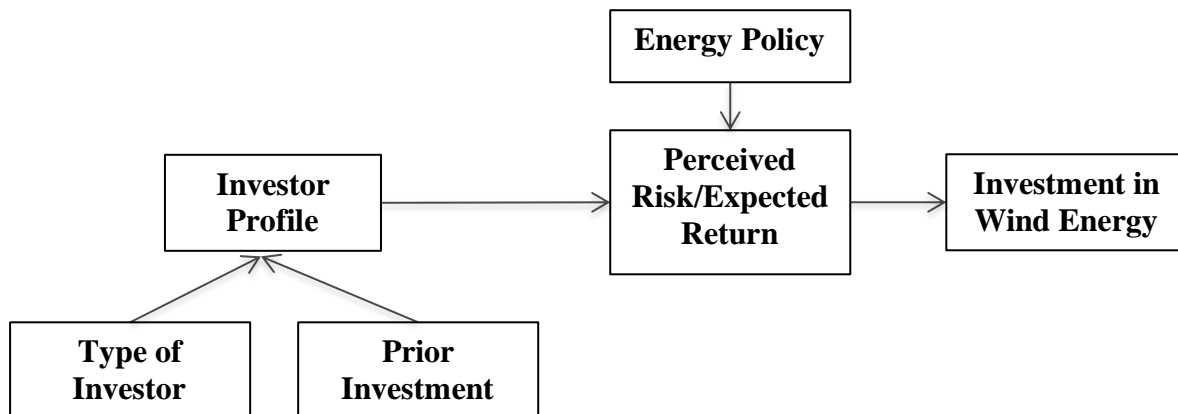 Energy Policy
Perceived
Risk/Expected
Return
Investor
Profile
Investment in
Wind Energy
Type of
Investor
Prior
Investment